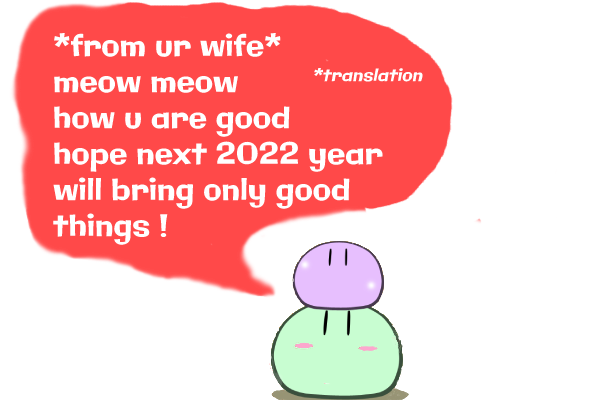 *from ur wife*
meow meow
*translation
how u are good
hope next 2022 year
will bring only good
things !